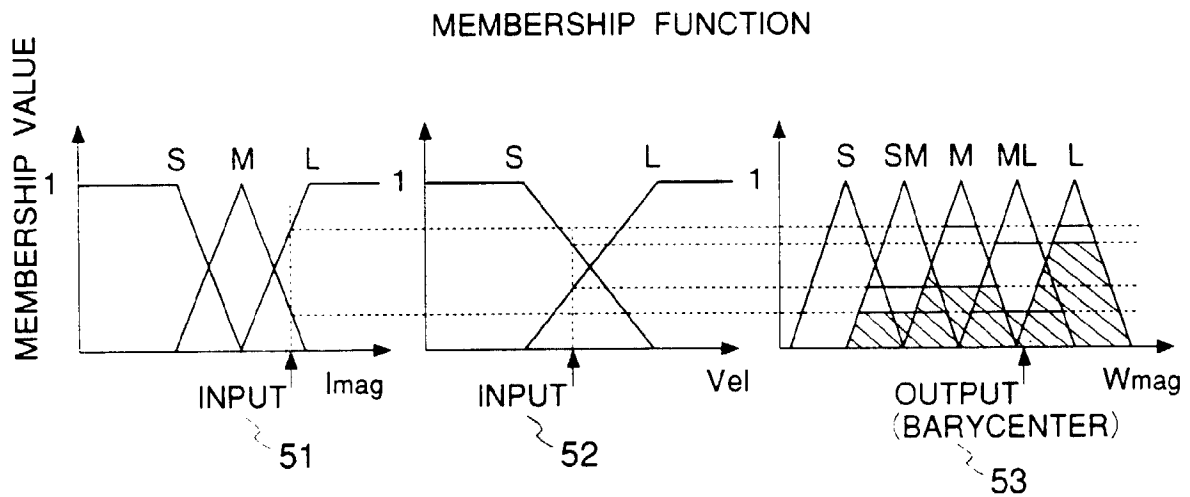 MEMBERSHIP FUNCTION
MEMBERSHIP VALUE
S M L
1
S L
1
S SM M ML L
1
INPUT
Imag
51
INPUT
Vel
52
OUTPUT
(BARYCENTER)
Wmag
53